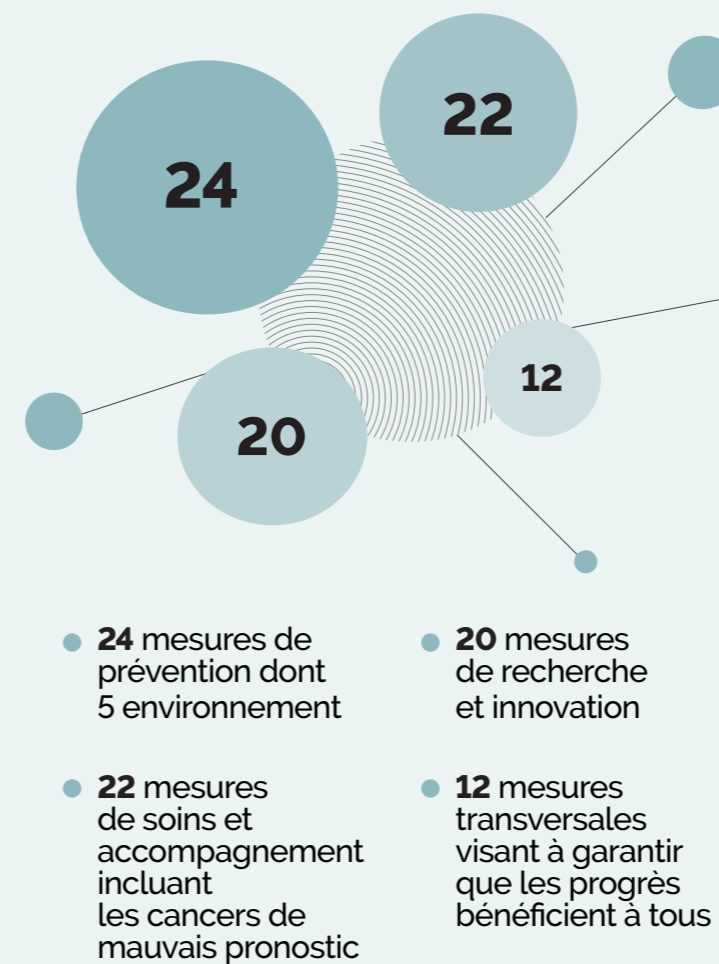 24
22
20
12
24 mesures de
prévention dont
5 environnement
22 mesures
de soins et
accompagnement
incluant
les cancers de
mauvais pronostic
20 mesures
de recherche
et innovation
12 mesures
transversales
visant à garantir
que les progrès
bénéficient à tous